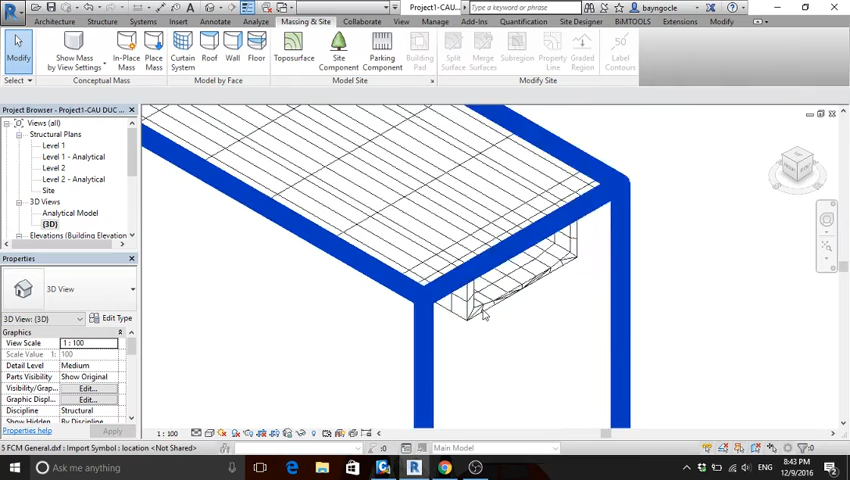 Project1-CAU DUC ...
bayngocle
Architecture Structure Systems Insert Annotate Analyze Massing & Site Collaborate View Manage Add-Ins Quantification Site Designer BiMTOOLS Extensions Modify
Modify
Show Mass
by View Settings
In-Place
Mass
Place
Mass
Curtain
System
Roof
Wall
Floor
Toposurface
Site
Component
Parking
Component
Building
Pad
Split
Surface
Merge
Surfaces
Subregion
Property
Line
Graded
Region
50
Label
Contours
Select
Conceptual Mass
Model by Face
Model Site
Modify Site
Project Browser - Project1-CAU DUC
Views (all)
Structural Plans
Level 1
Level 1 - Analytical
Level 2
Level 2 - Analytical
Site
3D Views
Analytical Model
{3D}
Elevations (Building Elevation
Properties
3D View
3D View: {3D}
Edit Type
Graphics
View Scale 1 : 100
Scale Value 1: 100
Detail Level Medium
Parts Visibility Show Original
Visibility/Grap... Edit...
Graphic Displ... Edit...
Discipline Structural
Show Hidden By Discipline
Properties help
Apply
1 : 100
5 FCM General.dxf : Import Symbol : location <Not Shared>
:0
Main Model
:0
Ask me anything
ENG
8:43 PM
12/9/2016